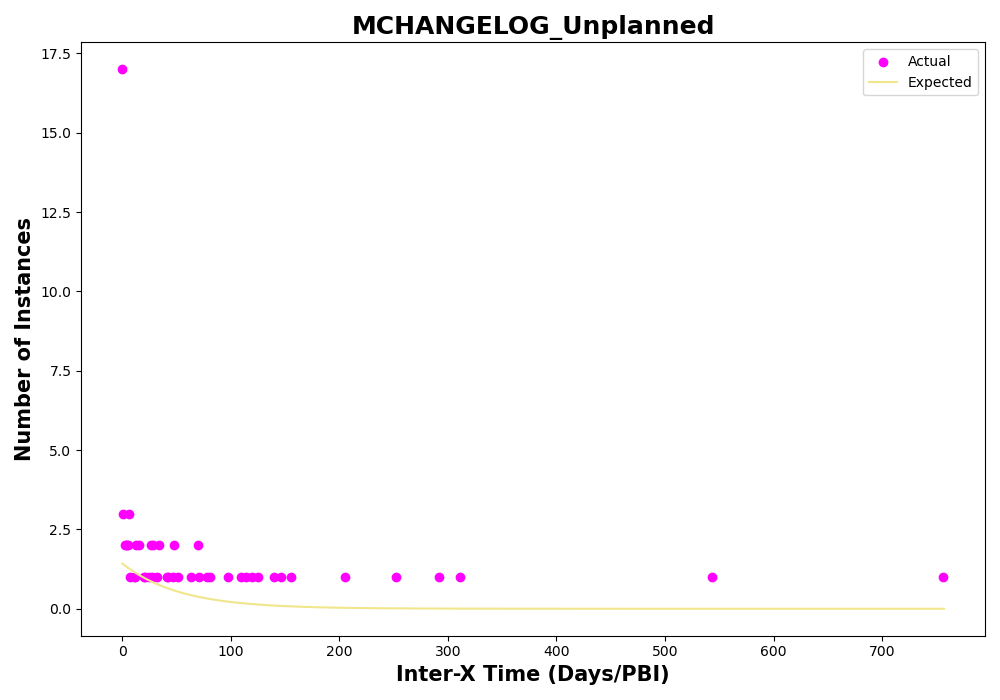 MCHANGELOG_Unplanned
Actual
Expected
Number of Instances
17.5
15.0
12.5
10.0
7.5
5.0
2.5
0.0
0 100 200 300 400 500 600 700
Inter-X Time (Days/PBI)